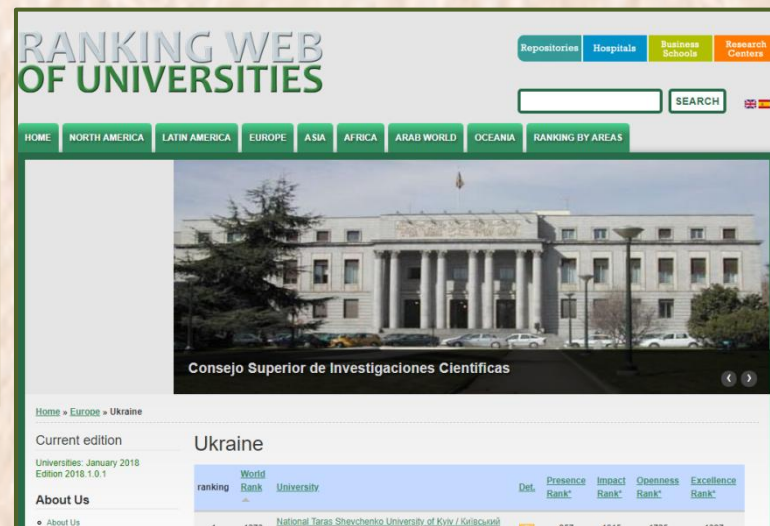 RANKING WEB
OF UNIVERSITIES
Repositories
Hospitals
Business
Schools
Research
Centers
SEARCH
HOME NORTH AMERICA LATIN AMERICA EUROPE ASIA AFRICA ARAB WORLD OCEANIA RANKING BY AREAS
Consejo Superior de Investigaciones Cientificas
Home » Europe » Ukraine
Current edition
Universities: January 2018
Edition 2018.1.0.1
About Us
About Us
Ukraine
ranking World Rank University Det. Presence Rank* Impact Rank* Openness Rank* Excellence Rank*
National Taras Shevchenko University of Kyiv / Київський